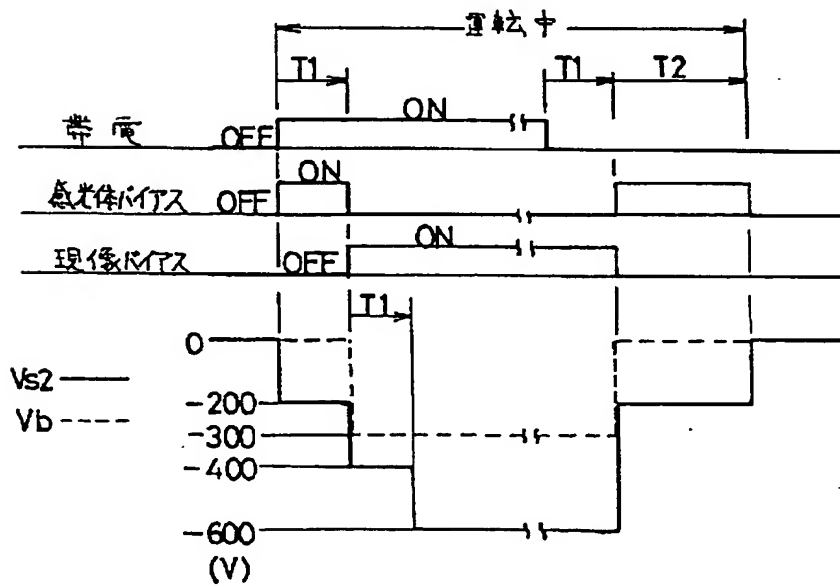 運転中
T1 T1 T2
帯電 OFF ON
感光体バイアス OFF ON
現像バイアス OFF ON
T1
0
Vs2
-200
Vb
-300
-400
-600
(V)